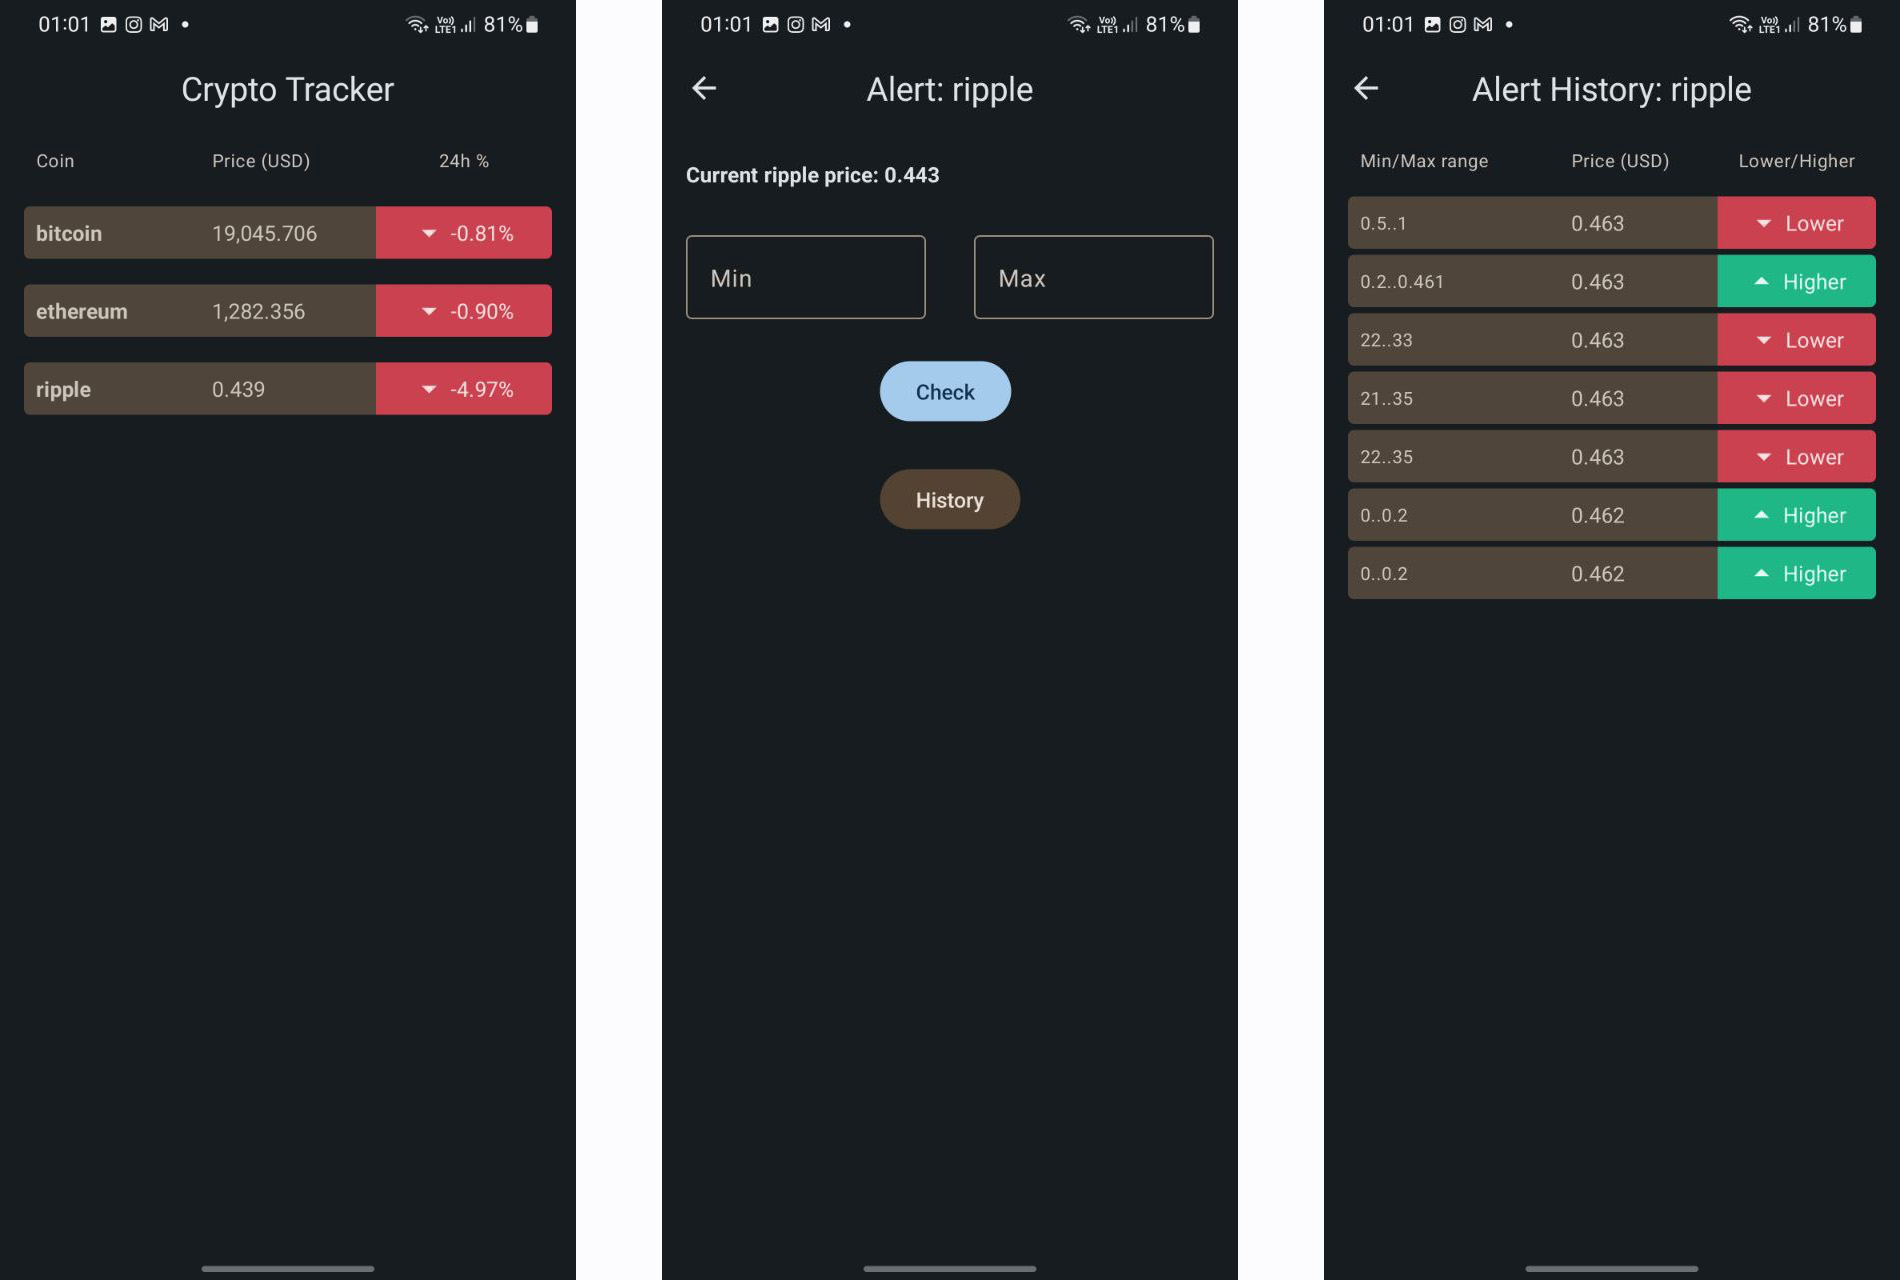 01:01 Vo)) LTE1 81%
Crypto Tracker
Coin Price (USD) 24h %
bitcoin 19,045.706 -0.81%
ethereum 1,282.356 -0.90%
ripple 0.439 -4.97%
01:01 Vo)) LTE1 81%
Alert: ripple
Current ripple price: 0.443
Min Max
Check
History
01:01 Vo)) LTE1 81%
Alert History: ripple
Min/Max range Price (USD) Lower/Higher
0.5..1 0.463 Lower
0.2..0.461 0.463 Higher
22..33 0.463 Lower
21..35 0.463 Lower
22..35 0.463 Lower
0..0.2 0.462 Higher
0..0.2 0.462 Higher